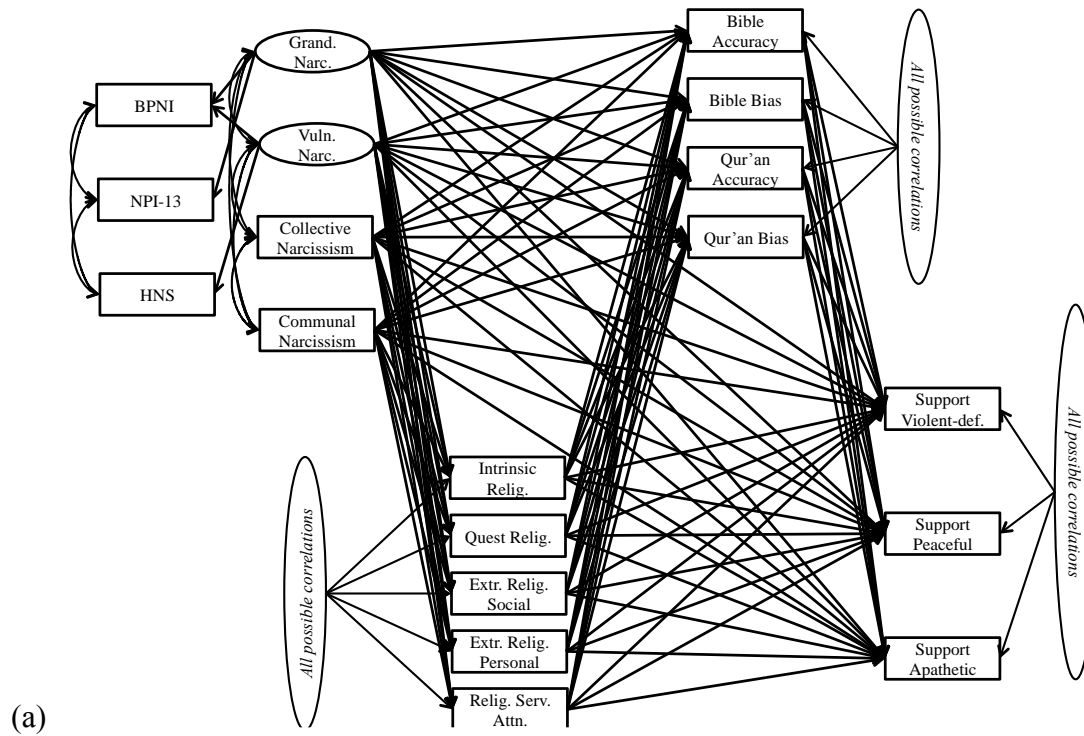 Grand.
Narc.
BPNI
Vuln.
Narc.
NPI-13
Collective
Narcissism
HNS
Communal
Narcissism
Bible
Accuracy
Bible Bias
Qur’an
Accuracy
Qur’an Bias
All possible correlations
Intrinsic
Relig.
Quest Relig.
Extr. Relig.
Social
Extr. Relig.
Personal
Relig. Serv.
Attn.
All possible correlations
Support
Violent-def.
Support
Peaceful
Support
Apathetic
All possible correlations
(a)